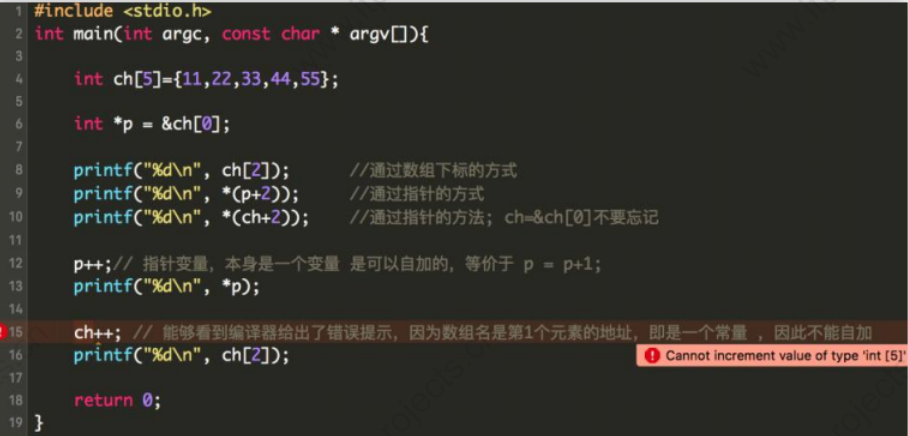 1 #include <stdio.h>
2 int main(int argc, const char * argv[]){
3
4 int ch[5]={11,22,33,44,55};
5
6 int *p = &ch[0];
7
8 printf("%d\n", ch[2]); //通过数组下标的方式
9 printf("%d\n", *(p+2)); //通过指针的方式
10 printf("%d\n", *(ch+2)); //通过指针的方法; ch=&ch[0]不要忘记
11
12 p++;// 指针变量, 本身是一个变量 是可以自加的, 等价于 p = p+1;
13 printf("%d\n", *p);
14
15 ch++; // 能够看到编译器给出了错误提示, 因为数组名是第1个元素的地址, 即是一个常量 , 因此不能自加
16 printf("%d\n", ch[2]);
Cannot increment value of type 'int [5]'
17
18 return 0;
19 }